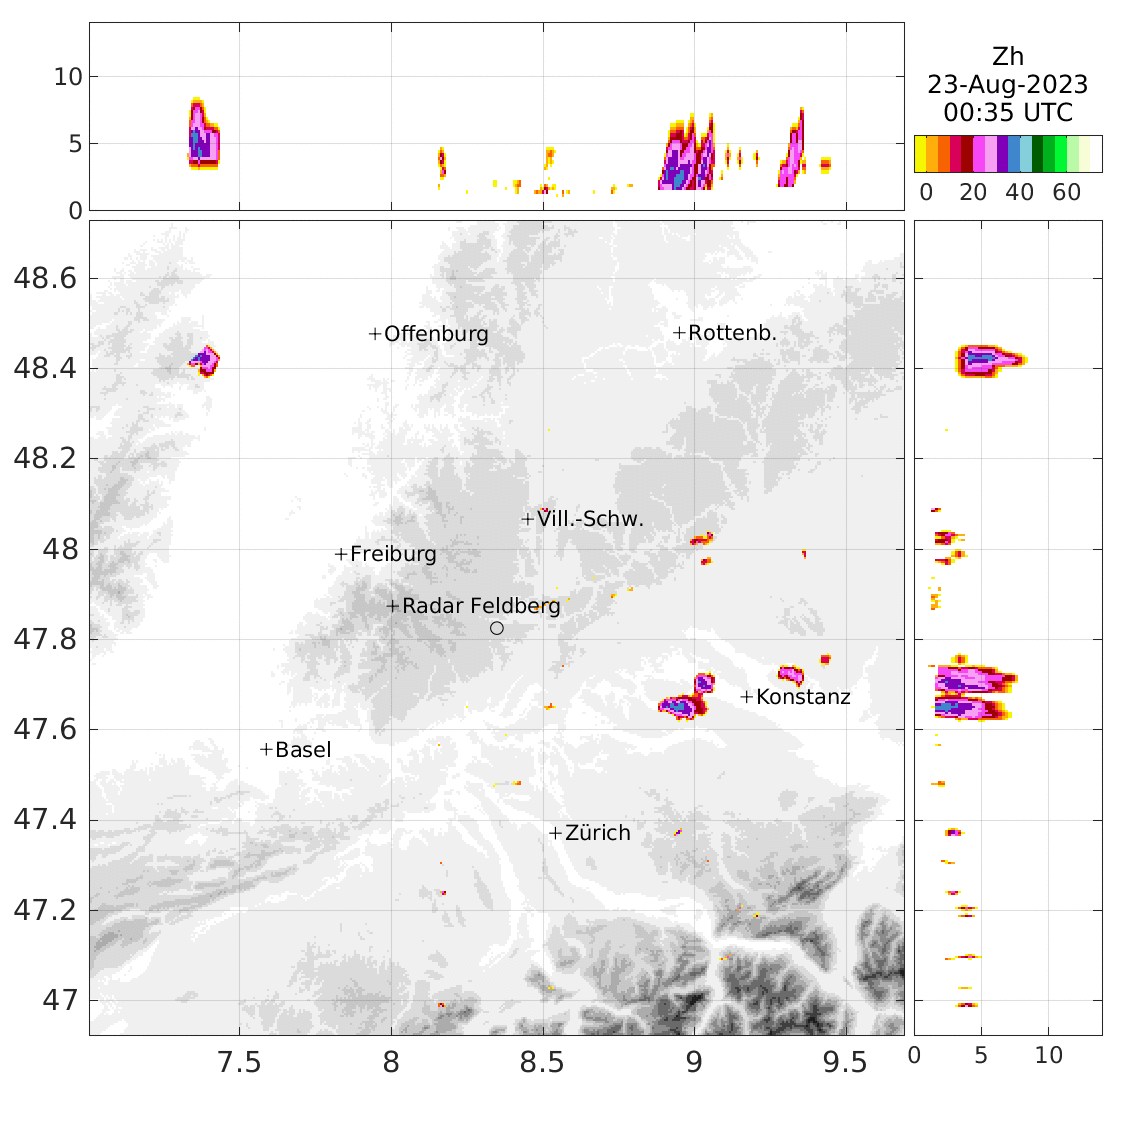 10
5
0
Zh
23-Aug-2023
00:35 UTC
0 20 40 60
48.6
48.4
48.2
48
47.8
47.6
47.4
47.2
47
Offenburg
Rottenb.
Vill.-Schw.
Freiburg
Radar Feldberg
Konstanz
Basel
Zürich
7.5 8 8.5 9 9.5
0 5 10